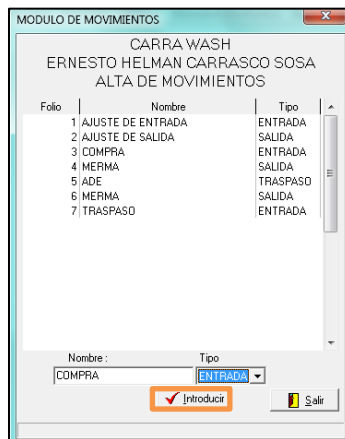 MODULO DE MOVIMIENTOS
CARRA WASH
ERNESTO HELMAN CARRASCO SOSA
ALTA DE MOVIMIENTOS
Folio Nombre Tipo
1 AJUSTE DE ENTRADA ENTRADA
2 AJUSTE DE SALIDA SALIDA
3 COMPRA ENTRADA
4 MERMA SALIDA
5 ADE TRASPASO
6 MERMA SALIDA
7 TRASPASO ENTRADA
Nombre : Tipo
COMPRA ENTRADA
Introducir Salir